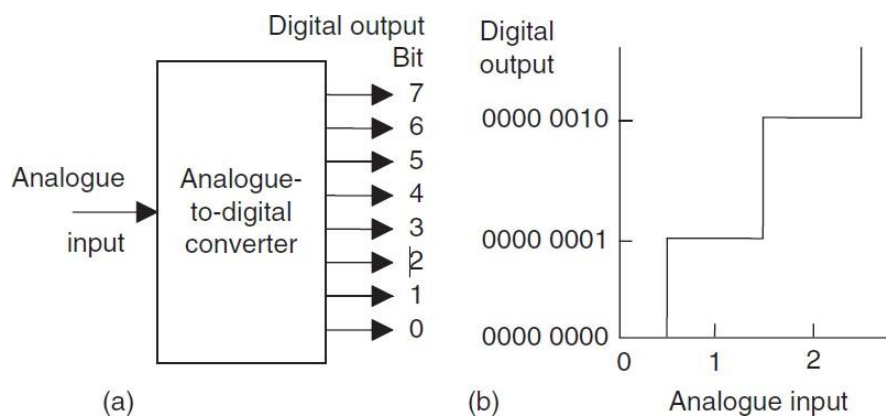 Digital output
Bit
7
6
5
4
3
2
1
0
Analogue
input
Analogue-
to-digital
converter
(a)
Digital
output
0000 0010
0000 0001
0000 0000
0
1
2
(b)
Analogue input